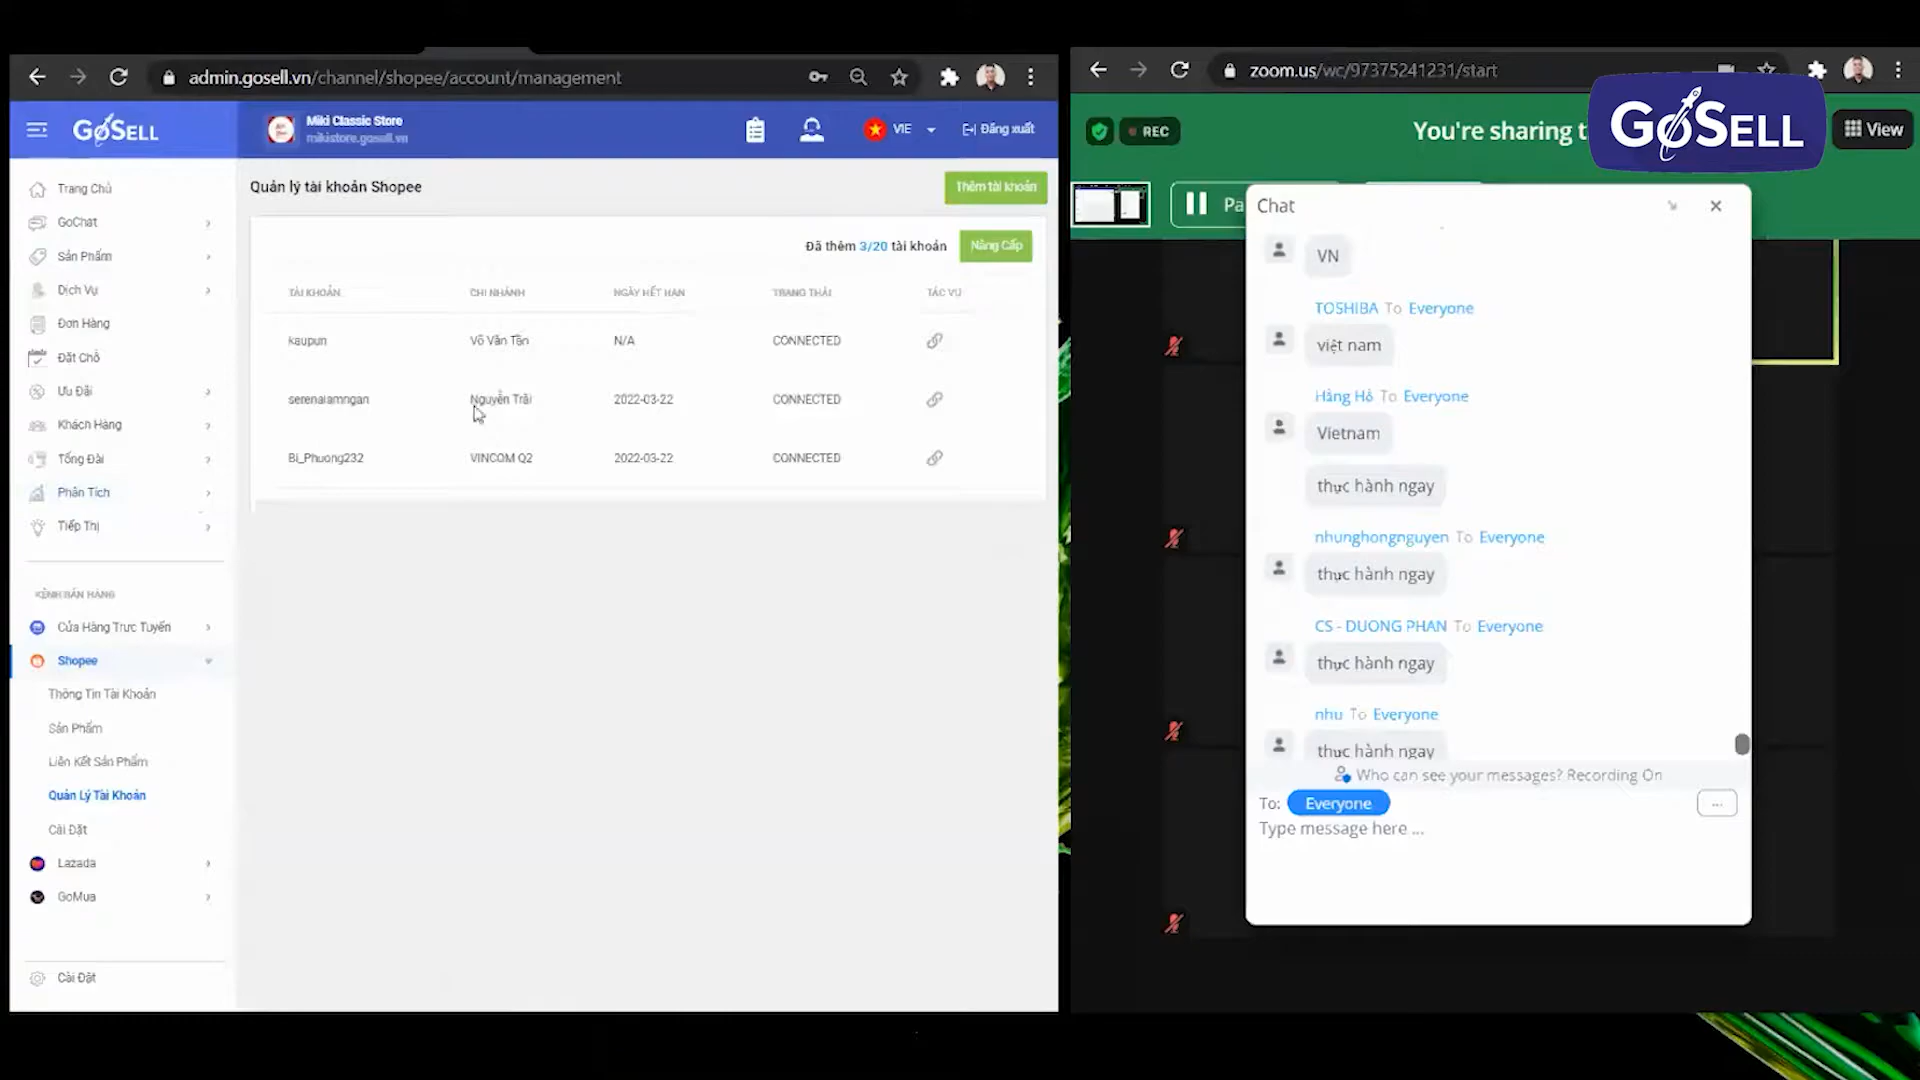 admin.gosell.vn/channel/shopee/account/management
GoSELL
Miki Classic Store
mikistore.gosell.vn
VIE
Đăng xuất
Trang Chủ
GoChat
Sản Phẩm
Dịch Vụ
Đơn Hàng
Đặt Chỗ
Ưu Đãi
Khách Hàng
Tổng Đài
Phân Tích
Tiếp Thị
KÊNH BÁN HÀNG
Cửa Hàng Trực Tuyến
Shopee
Thông Tin Tài Khoản
Sản Phẩm
Liên Kết Sản Phẩm
Quản Lý Tài Khoản
Cài Đặt
Lazada
GoMua
Cài Đặt
Quản lý tài khoản Shopee
Thêm tài khoản
Đã thêm 3/20 tài khoản
Nâng Cấp
TÀI KHOẢN CHI NHÁNH NGÀY HẾT HẠN TRẠNG THÁI TÁC VỤ
kaupun Võ Văn Tần N/A CONNECTED
serenalamngan Nguyễn Trãi 2022-03-22 CONNECTED
Bi_Phuong232 VINCOM Q2 2022-03-22 CONNECTED
zoom.us/wc/97375241231/start
REC
You're sharing t
GoSELL
View
Pa
Chat
VN
TOSHIBA To Everyone
việt nam
Hằng Hồ To Everyone
Vietnam
thực hành ngay
nhunghongnguyen To Everyone
thực hành ngay
CS - DUONG PHAN To Everyone
thực hành ngay
nhu To Everyone
thực hành ngay
Who can see your messages? Recording On
To: Everyone
...
Type message here ...